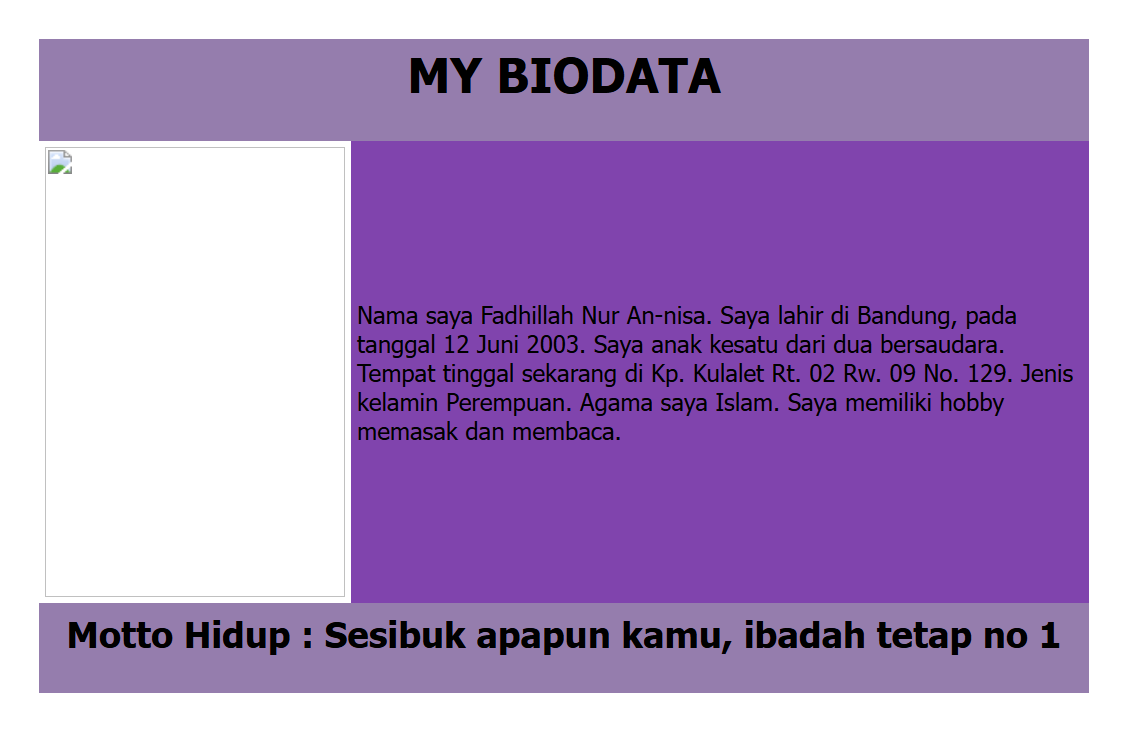 MY BIODATA
Nama saya Fadhillah Nur An-nisa. Saya lahir di Bandung, pada
tanggal 12 Juni 2003. Saya anak kesatu dari dua bersaudara.
Tempat tinggal sekarang di Kp. Kulalet Rt. 02 Rw. 09 No. 129. Jenis
kelamin Perempuan. Agama saya Islam. Saya memiliki hobby
memasak dan membaca.
Motto Hidup : Sesibuk apapun kamu, ibadah tetap no 1